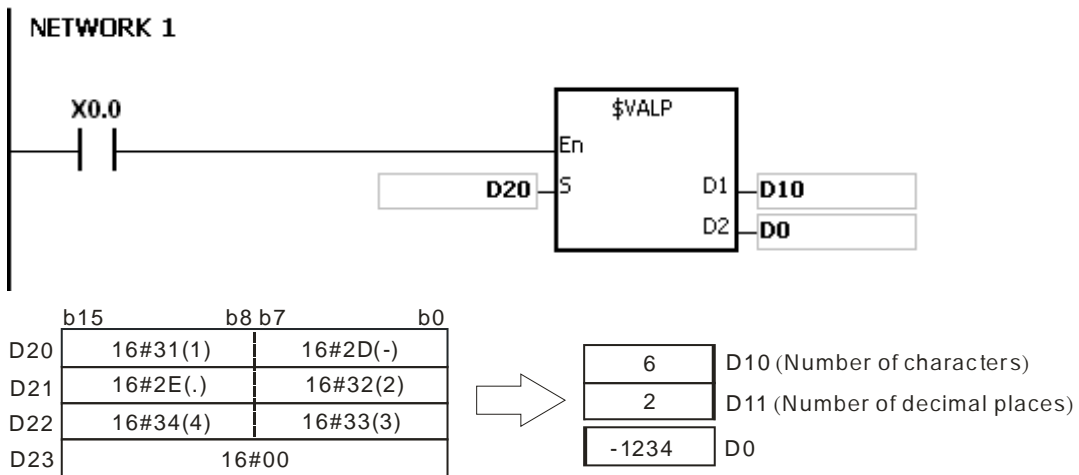 NETWORK 1
X0.0
$VALP
En
D20 S D1 D10
D2 D0
b15 b8 b7 b0
D20 16#31(1) 16#2D(-)
D21 16#2E(.) 16#32(2)
D22 16#34(4) 16#33(3)
D23 16#00
6 D10 (Number of characters)
2 D11 (Number of decimal places)
-1234 D0